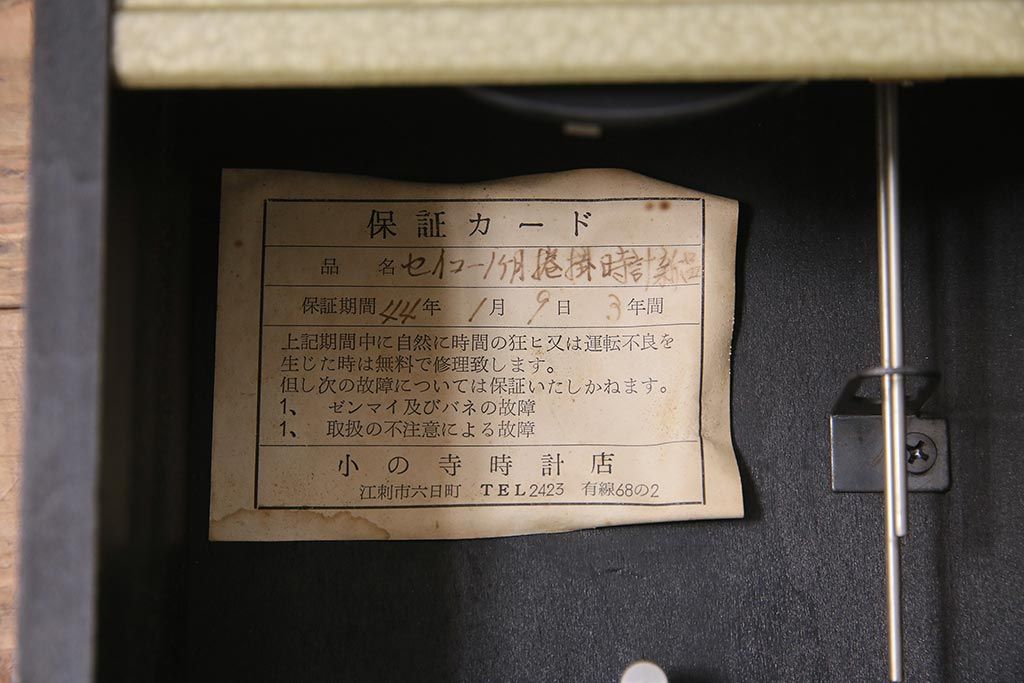 保証カード
品名 セイコー1ヶ月捲掛時計
保証期間 44年 1月 9日 3年間
上記期間中に自然に時間の狂ヒ又は運転不良を
生じた時は無料で修理致します。
但し次の故障については保証いたしかねます。
1、 ゼンマイ及びバネの故障
1、 取扱の不注意による故障
小の寺時計店
江刺市六日町 TEL2423 有線68の2